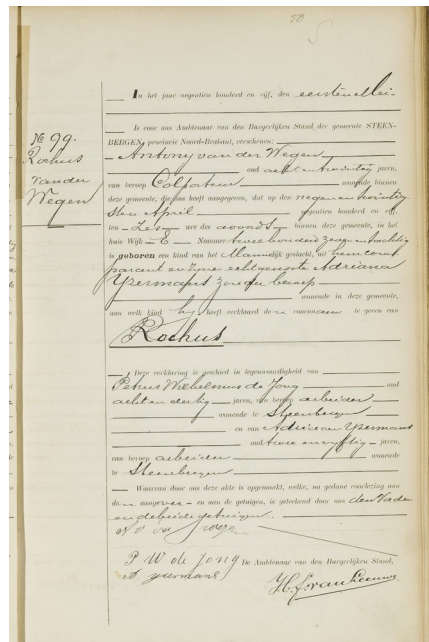 50
In het jaar negentien honderd en vijf, den eersten Mei
Is voor ons Ambtenaar van den Burgerlijken Stand der gemeente STEEN-
BERGEN, provincie Noord-Brabant, verschenen:
No 99.
Rochus
van der
Wegen
Antony van der Wegen
oud acht en twintig jaren,
van beroep Colporteur wonende binnen
deze gemeente, die ons heeft aangegeven, dat op den negen en twintig
sten April negentien honderd en vijf
ten zes ure des avonds binnen deze gemeente, in het
huis Wijk E Nommer twee honderd zeven en tachtig
is geboren een kind van het Mannelijk geslacht, uit hem com-
parant en zijne echtgenoote Adriana
Ypermans zonder beroep
wonende in deze gemeente,
aan welk kind hij heeft verklaard den voornaam te geven van
Rochus
Deze verklaring is geschied in tegenwoordigheid van
Petrus Wilhelmus de Jong oud
acht en dertig jaren, van beroep arbeider
wonende te Steenbergen
en van Adriaan Ypermans
oud twee en vijftig jaren,
van beroep arbeider wonende
te Steenbergen
Waarvan door ons deze akte is opgemaakt, welke, na gedane voorlezing aan
den aangever en aan de getuigen, is geteekend door ons den Vader
en de beide getuigen.
P W de Jong De Ambtenaar van den Burgerlijken Stand,
A ypermans